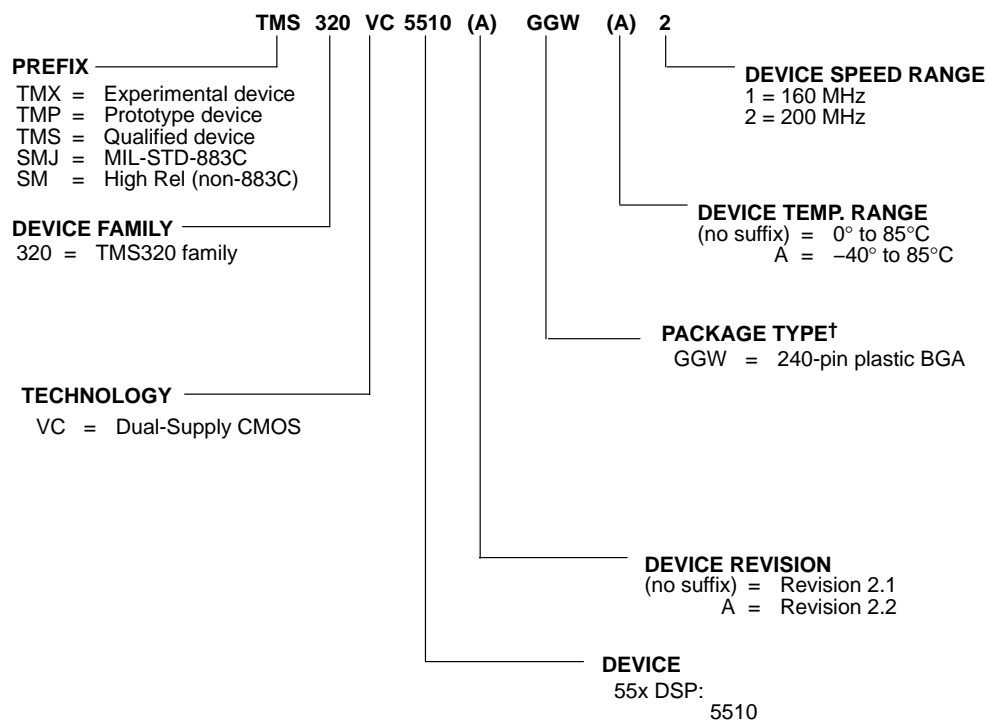 TMS 320 VC 5510 (A) GGW (A) 2
PREFIX
TMX = Experimental device
TMP = Prototype device
TMS = Qualified device
SMJ = MIL-STD-883C
SM = High Rel (non-883C)
DEVICE SPEED RANGE
1 = 160 MHz
2 = 200 MHz
DEVICE FAMILY
320 = TMS320 family
DEVICE TEMP. RANGE
(no suffix) = 0° to 85°C
A = –40° to 85°C
PACKAGE TYPE†
GGW = 240-pin plastic BGA
TECHNOLOGY
VC = Dual-Supply CMOS
DEVICE REVISION
(no suffix) = Revision 2.1
A = Revision 2.2
DEVICE
55x DSP:
5510